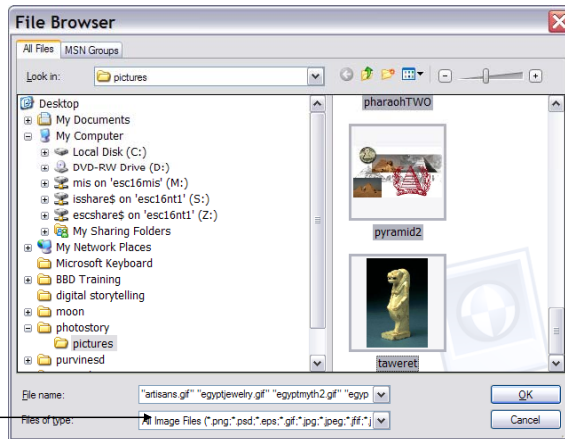 File Browser
All Files MSN Groups
Look in: pictures
Desktop
My Documents
My Computer
Local Disk (C:)
DVD-RW Drive (D:)
mis on 'esc16mis' (M:)
isshare$ on 'esc16nt1' (S:)
escshare$ on 'esc16nt1' (Z:)
My Sharing Folders
My Network Places
Microsoft Keyboard
BBD Training
digital storytelling
moon
photostory
pictures
purvinesd
pharaohTWO
pyramid2
taweret
File name: "artisans.gif" "egyptjewelry.gif" "egyptmyth2.gif" "egyp
OK
Files of type: All Image Files (*.png;*.psd;*.eps;*.gif;*.jpg;*.jpeg;*.jfif;*.j
Cancel